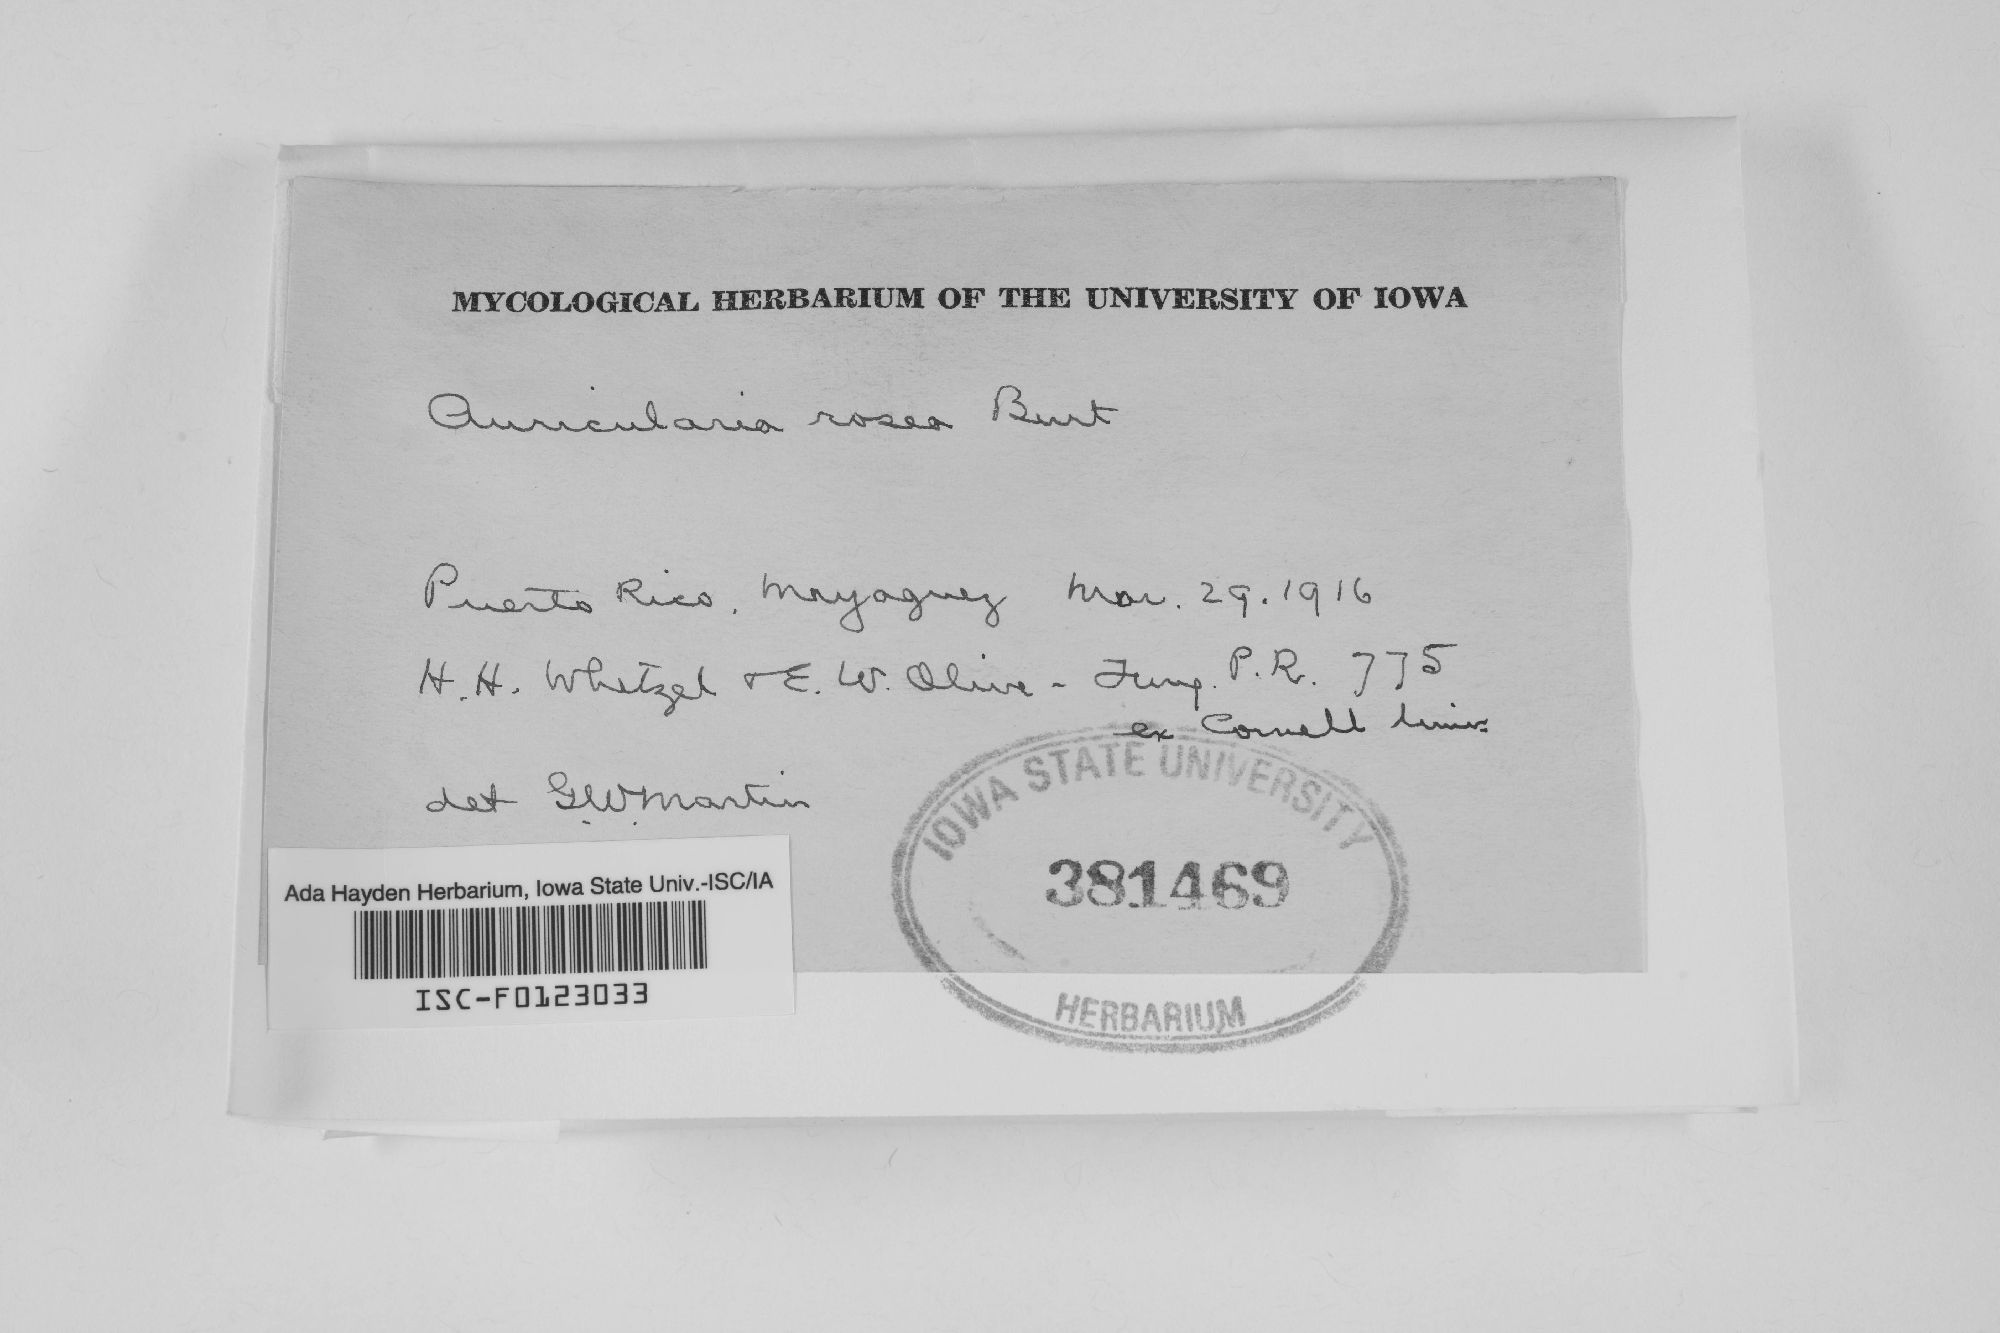 MYCOLOGICAL HERBARIUM OF THE UNIVERSITY OF IOWA
Auricularia rosea Burt
Puerto Rico, Mayaguez Mar. 29. 1916
H. H. Whetzel + E. W. Olive - Fung. P. R. 775
ex Cornell Univ.
det G.W. Martin
IOWA STATE UNIVERSITY
381469
HERBARIUM
Ada Hayden Herbarium, Iowa State Univ.-ISC/IA
ISC-F0123033